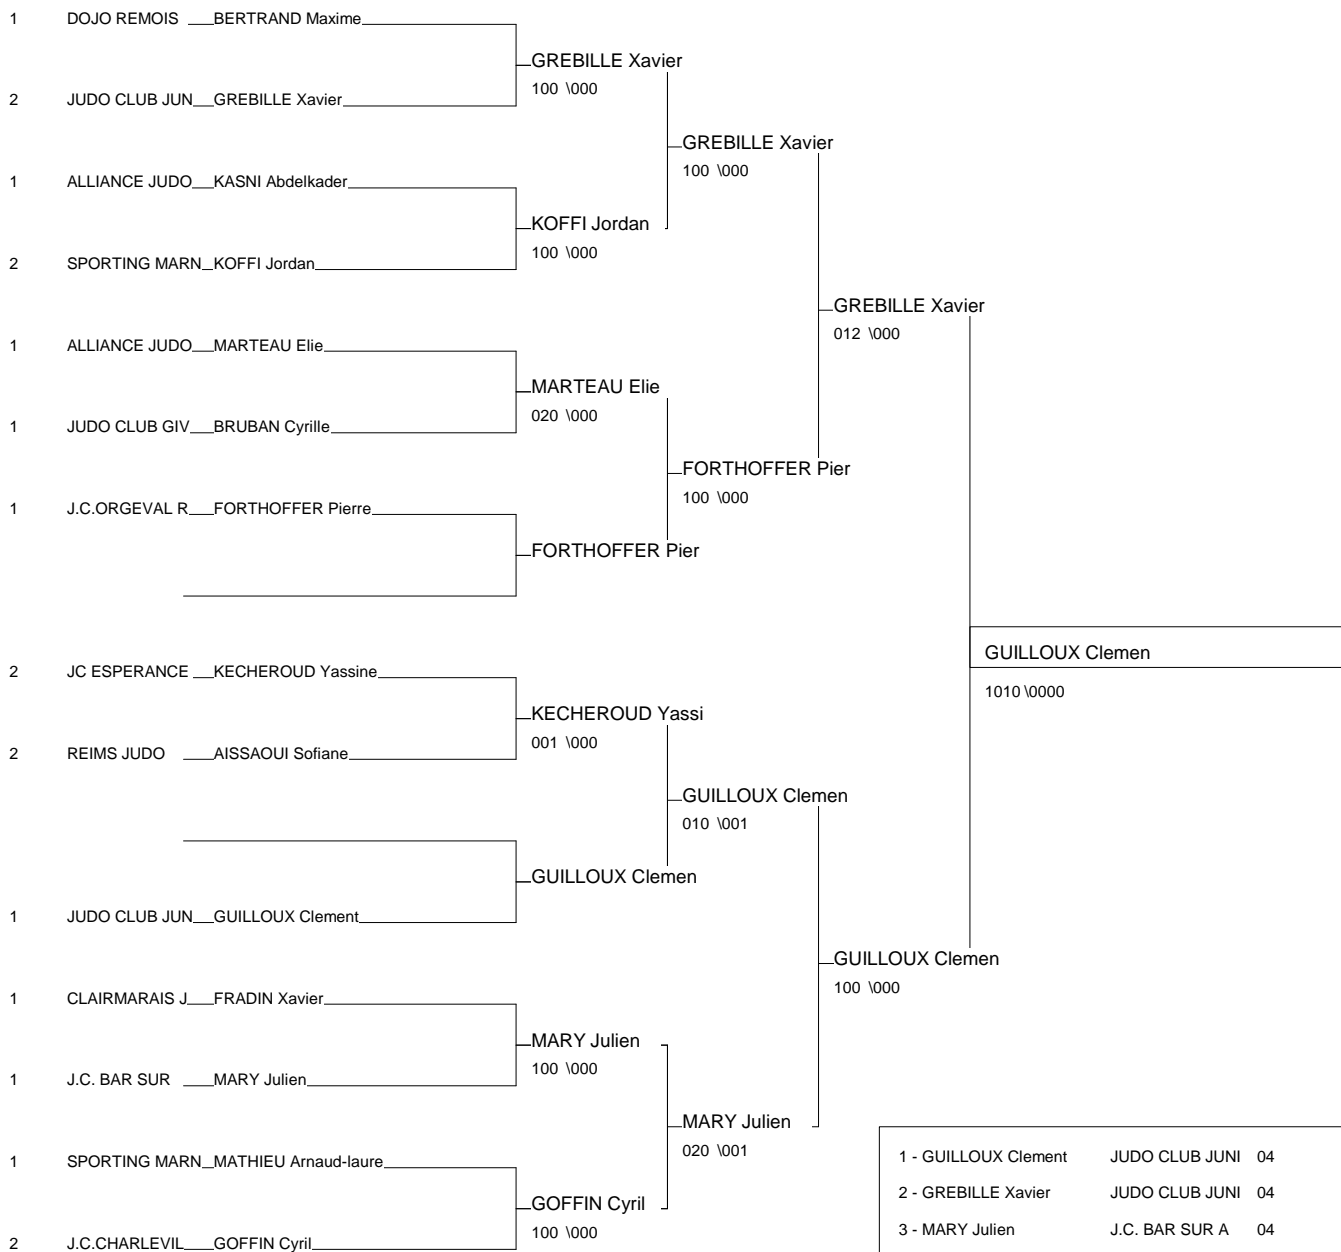 1 DOJO REMOIS BERTRAND Maxime
GREBILLE Xavier
100 \000
2 JUDO CLUB JUN GREBILLE Xavier
GREBILLE Xavier
100 \000
1 ALLIANCE JUDO KASNI Abdelkader
KOFFI Jordan
100 \000
2 SPORTING MARN KOFFI Jordan
GREBILLE Xavier
012 \000
1 ALLIANCE JUDO MARTEAU Elie
MARTEAU Elie
020 \000
1 JUDO CLUB GIV BRUBAN Cyrille
FORTHOFFER Pier
100 \000
1 J.C.ORGEVAL R FORTHOFFER Pierre
FORTHOFFER Pier
GUILLOUX Clemen
1010 \0000
2 JC ESPERANCE KECHEROUD Yassine
KECHEROUD Yassi
001 \000
2 REIMS JUDO AISSAOUI Sofiane
GUILLOUX Clemen
010 \001
GUILLOUX Clemen
1 JUDO CLUB JUN GUILLOUX Clement
GUILLOUX Clemen
100 \000
1 CLAIRMARAIS J FRADIN Xavier
MARY Julien
100 \000
1 J.C. BAR SUR MARY Julien
MARY Julien
020 \001
1 SPORTING MARN MATHIEU Arnaud-laure
GOFFIN Cyril
100 \000
2 J.C.CHARLEVIL GOFFIN Cyril
1 - GUILLOUX Clement JUDO CLUB JUNI 04
2 - GREBILLE Xavier JUDO CLUB JUNI 04
3 - MARY Julien J.C. BAR SUR A 04